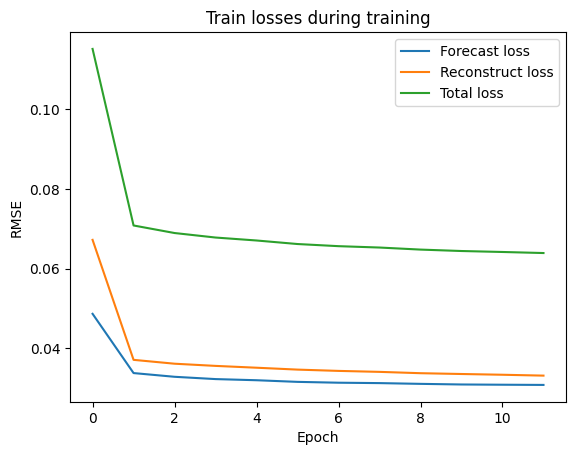 Train losses during training
Forecast loss
Reconstruct loss
Total loss
RMSE
0.10
0.08
0.06
0.04
0 2 4 6 8 10
Epoch